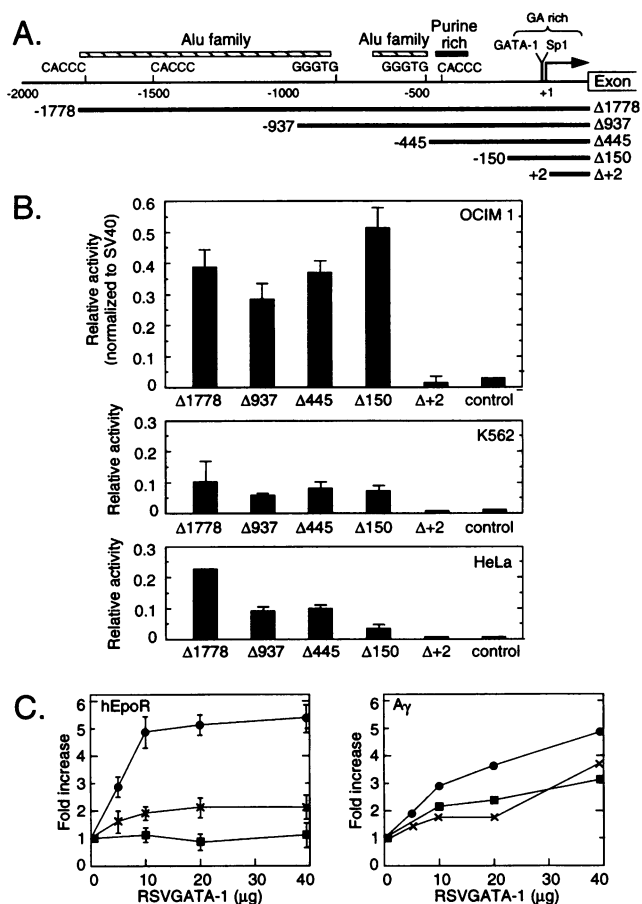 A.
Alu family
Alu family
Purine rich
GA rich
GATA-1 Sp1
CACCC CACCC GGGTG GGGTG CACCC
Exon
-2000 -1500 -1000 -500 +1
-1778 Δ1778
-937 Δ937
-445 Δ445
-150 Δ150
+2 Δ+2
B.
Relative activity (normalized to SV40)
0.6
0.5
0.4
0.3
0.2
0.1
0
OCIM 1
Δ1778 Δ937 Δ445 Δ150 Δ+2 control
Relative activity
0.3
0.2
0.1
0
K562
Δ1778 Δ937 Δ445 Δ150 Δ+2 control
Relative activity
0.3
0.2
0.1
0
HeLa
Δ1778 Δ937 Δ445 Δ150 Δ+2 control
C.
hEpoR
Fold increase
6
5
4
3
2
1
0
0 10 20 30 40
RSVGATA-1 (μg)
Aγ
Fold increase
6
5
4
3
2
1
0
0 10 20 30 40
RSVGATA-1 (μg)